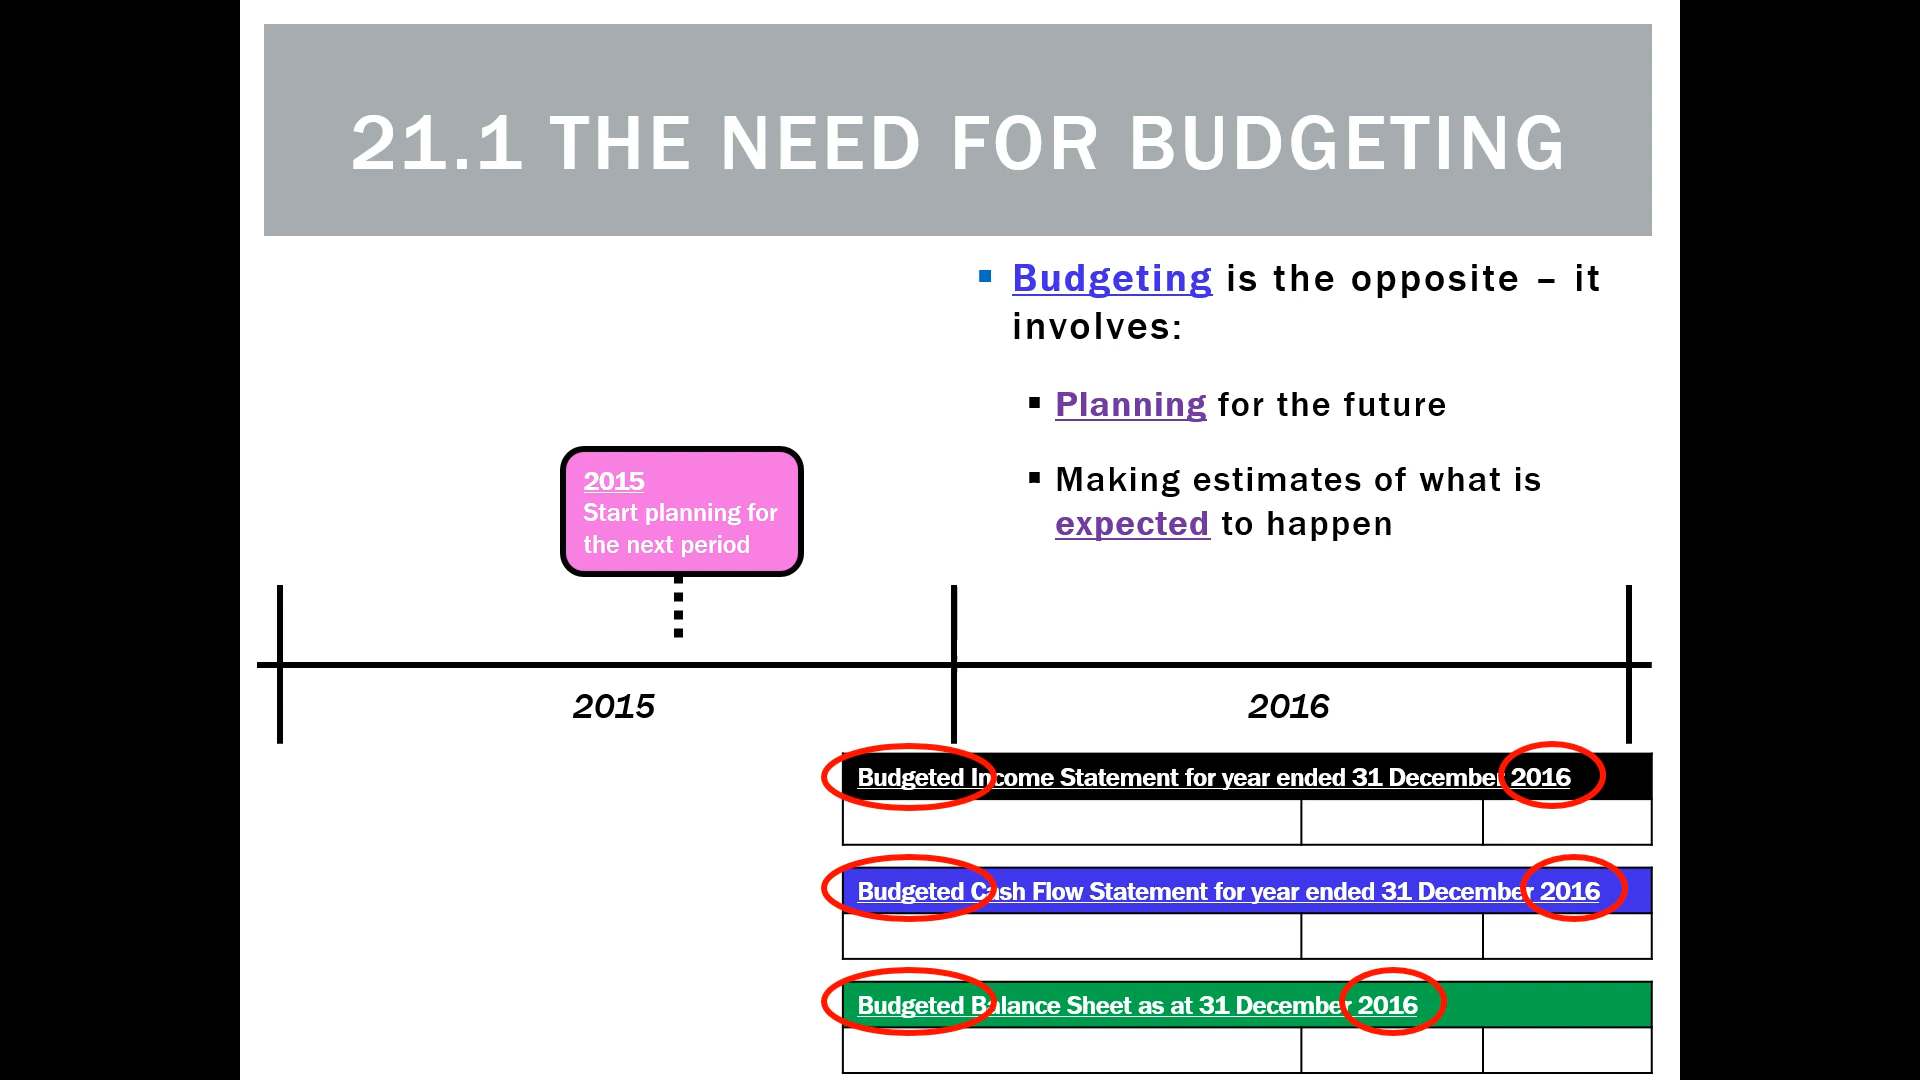 21.1 THE NEED FOR BUDGETING
Budgeting is the opposite – it
involves:
Planning for the future
Making estimates of what is
expected to happen
2015
Start planning for
the next period
2015
2016
Budgeted Income Statement for year ended 31 December 2016
Budgeted Cash Flow Statement for year ended 31 December 2016
Budgeted Balance Sheet as at 31 December 2016